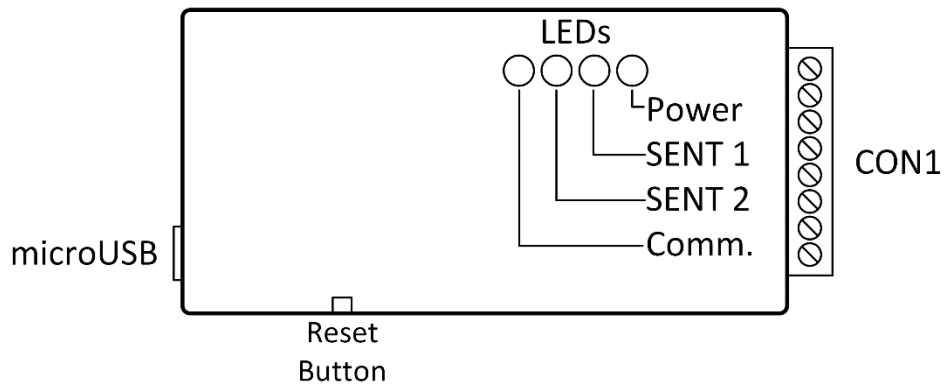 LEDs
Power
SENT 1
CON1
SENT 2
Comm.
microUSB
Reset
Button